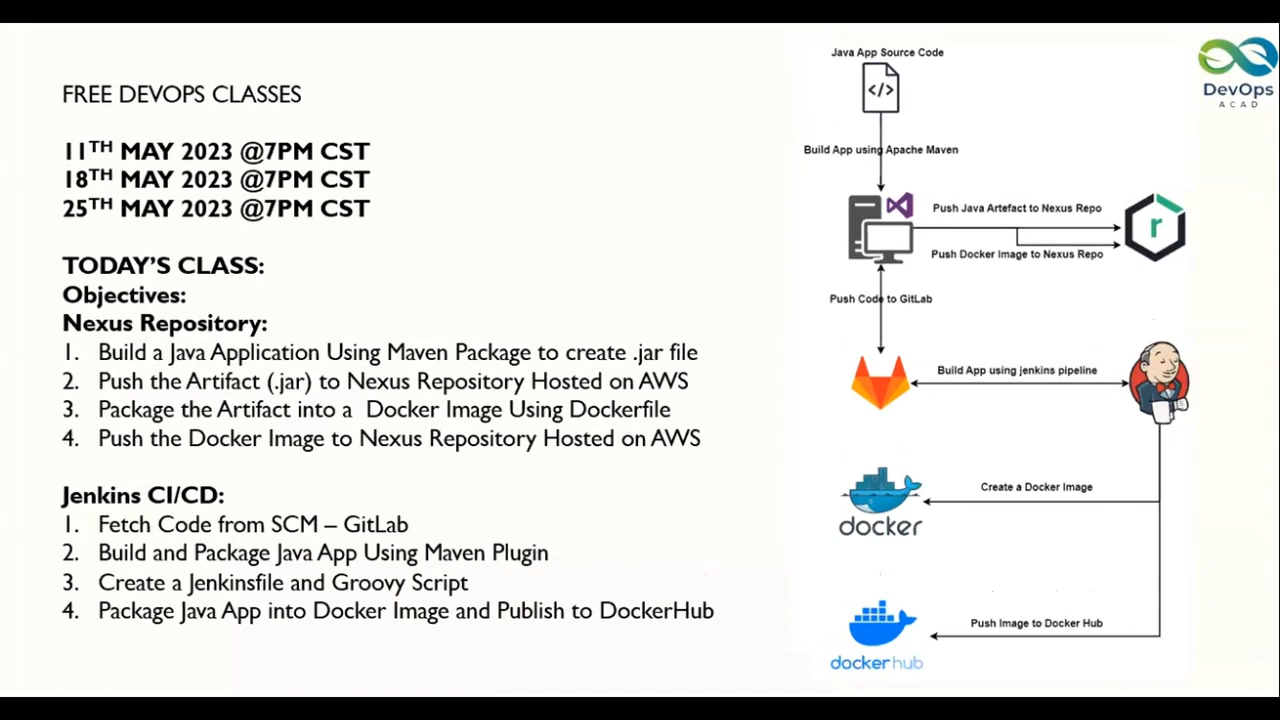 FREE DEVOPS CLASSES
11TH MAY 2023 @7PM CST
18TH MAY 2023 @7PM CST
25TH MAY 2023 @7PM CST
TODAY'S CLASS:
Objectives:
Nexus Repository:
1. Build a Java Application Using Maven Package to create .jar file
2. Push the Artifact (.jar) to Nexus Repository Hosted on AWS
3. Package the Artifact into a Docker Image Using Dockerfile
4. Push the Docker Image to Nexus Repository Hosted on AWS
Jenkins CI/CD:
1. Fetch Code from SCM – GitLab
2. Build and Package Java App Using Maven Plugin
3. Create a Jenkinsfile and Groovy Script
4. Package Java App into Docker Image and Publish to DockerHub
Java App Source Code
</>
Build App using Apache Maven
Push Java Artefact to Nexus Repo
r
Push Docker Image to Nexus Repo
Push Code to GitLab
Build App using jenkins pipeline
Create a Docker Image
docker
Push Image to Docker Hub
dockerhub
DevOps
ACAD